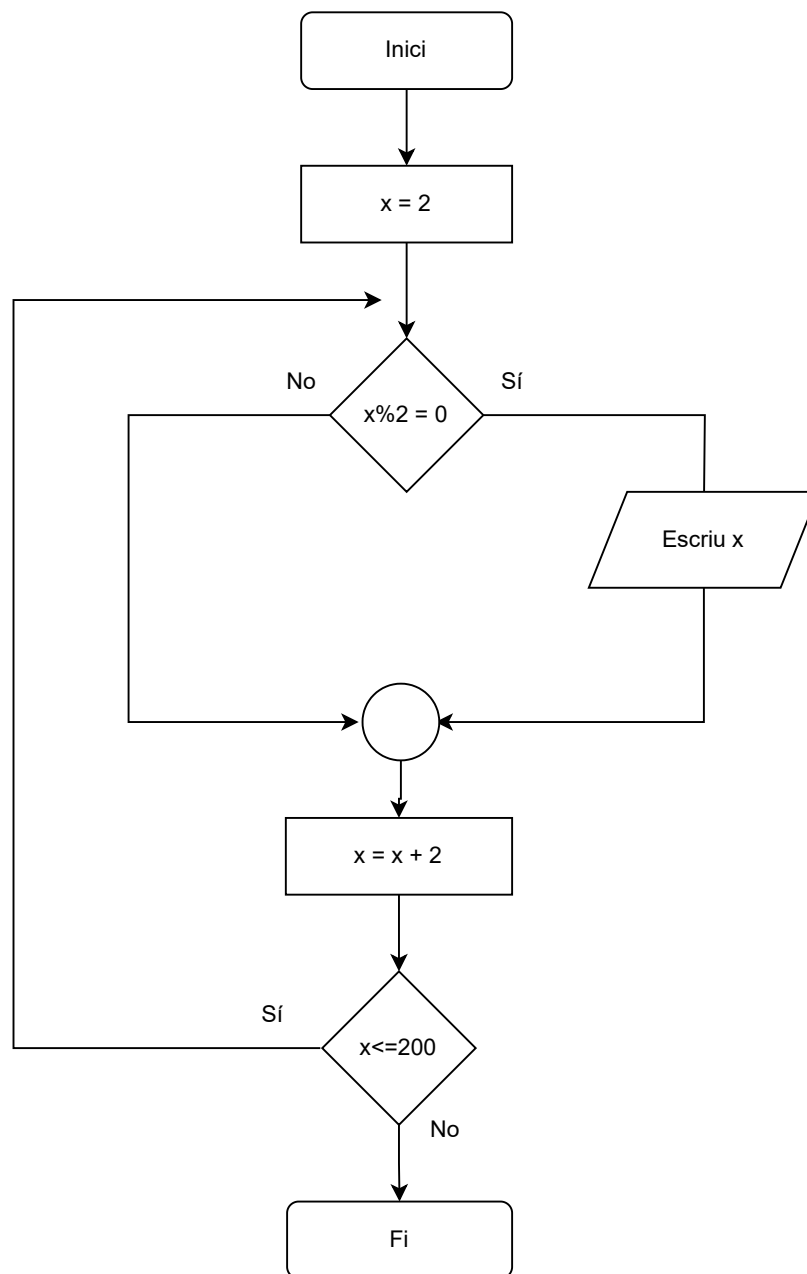 Inici
x = 2
No
Sí
x%2 = 0
Escriu x
x = x + 2
Sí
x<=200
No
Fi